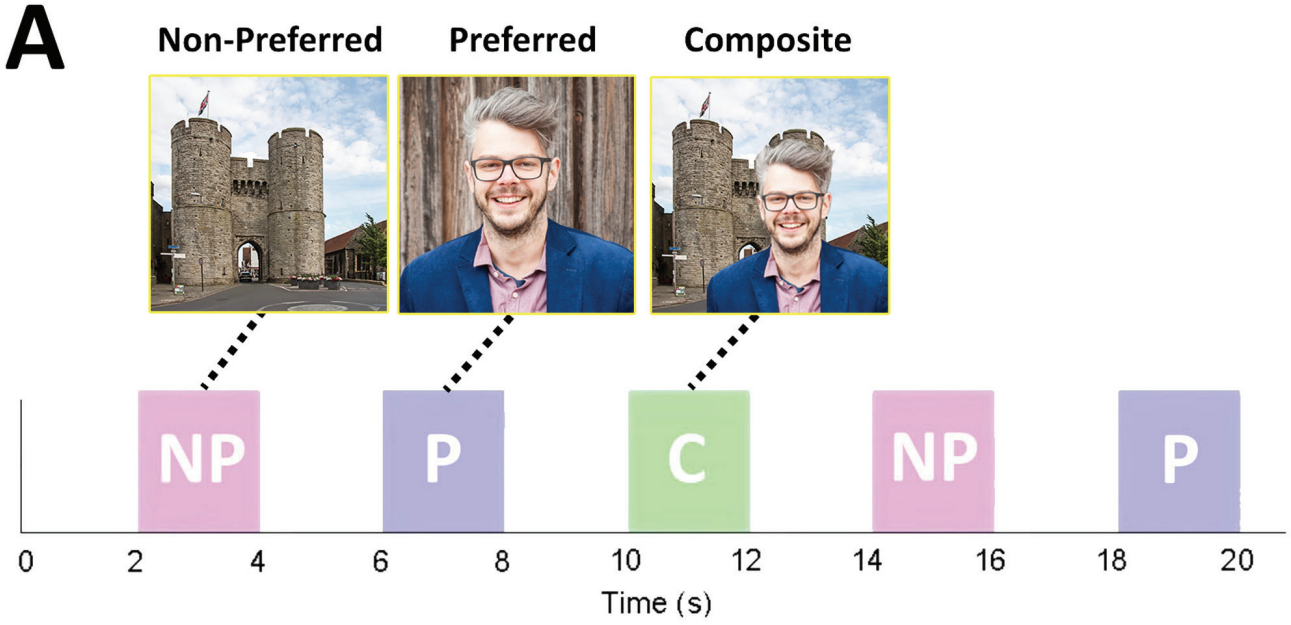 A
Non-Preferred Preferred Composite
NP P C NP P
0 2 4 6 8 10 12 14 16 18 20
Time (s)